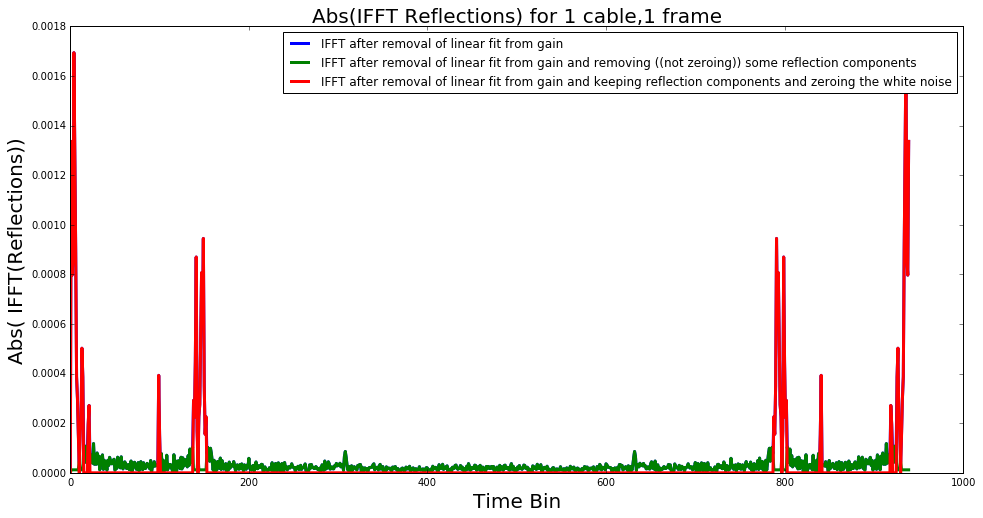 Abs(IFFT Reflections) for 1 cable,1 frame
IFFT after removal of linear fit from gain
IFFT after removal of linear fit from gain and removing ((not zeroing)) some reflection components
IFFT after removal of linear fit from gain and keeping reflection components and zeroing the white noise
Abs( IFFT(Reflections))
0.0018
0.0016
0.0014
0.0012
0.0010
0.0008
0.0006
0.0004
0.0002
0.0000
0 200 400 600 800 1000
Time Bin